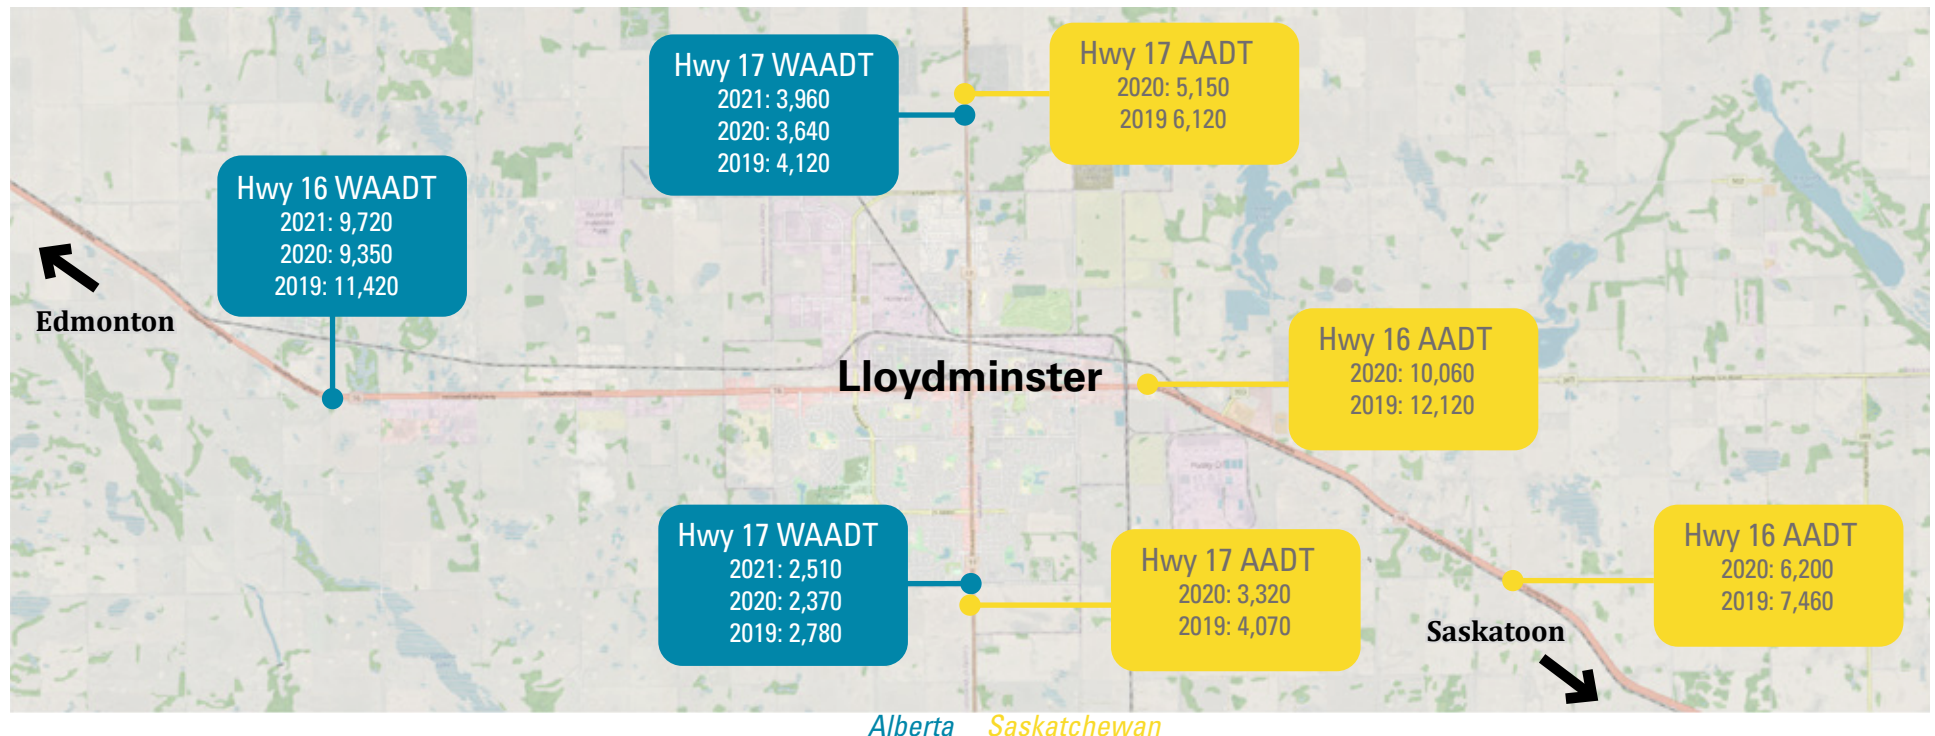 Hwy 17 WAADT
2021: 3,960
2020: 3,640
2019: 4,120
Hwy 17 AADT
2020: 5,150
2019 6,120
Hwy 16 WAADT
2021: 9,720
2020: 9,350
2019: 11,420
Edmonton
Lloydminster
Hwy 16 AADT
2020: 10,060
2019: 12,120
Hwy 17 WAADT
2021: 2,510
2020: 2,370
2019: 2,780
Hwy 17 AADT
2020: 3,320
2019: 4,070
Hwy 16 AADT
2020: 6,200
2019: 7,460
Saskatoon
Alberta Saskatchewan